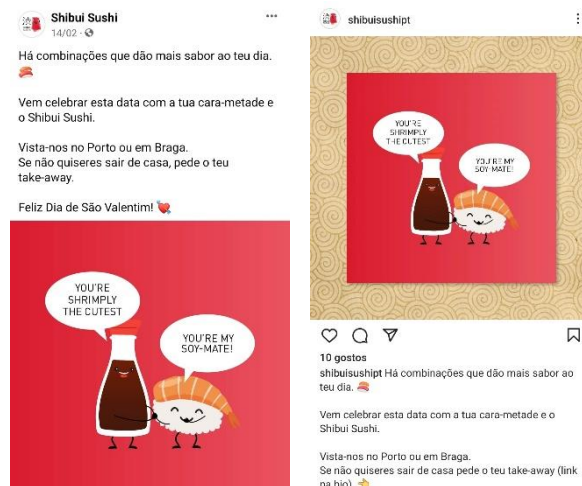 Shibui Sushi
14/02
Há combinações que dão mais sabor ao teu dia.
Vem celebrar esta data com a tua cara-metade e
o Shibui Sushi.
Vista-nos no Porto ou em Braga.
Se não quiseres sair de casa, pede o teu
take-away.
Feliz Dia de São Valentim!
YOU'RE
SHRIMPLY
THE CUTEST
YOU'RE MY
SOY-MATE!
shibuisushipt
YOU'RE
SHRIMPLY
THE CUTEST
YOU'RE MY
SOY-MATE!
10 gostos
shibuisushipt Há combinações que dão mais sabor ao
teu dia.
Vem celebrar esta data com a tua cara-metade e o
Shibui Sushi.
Vista-nos no Porto ou em Braga.
Se não quiseres sair de casa pede o teu take-away (link
na bio).